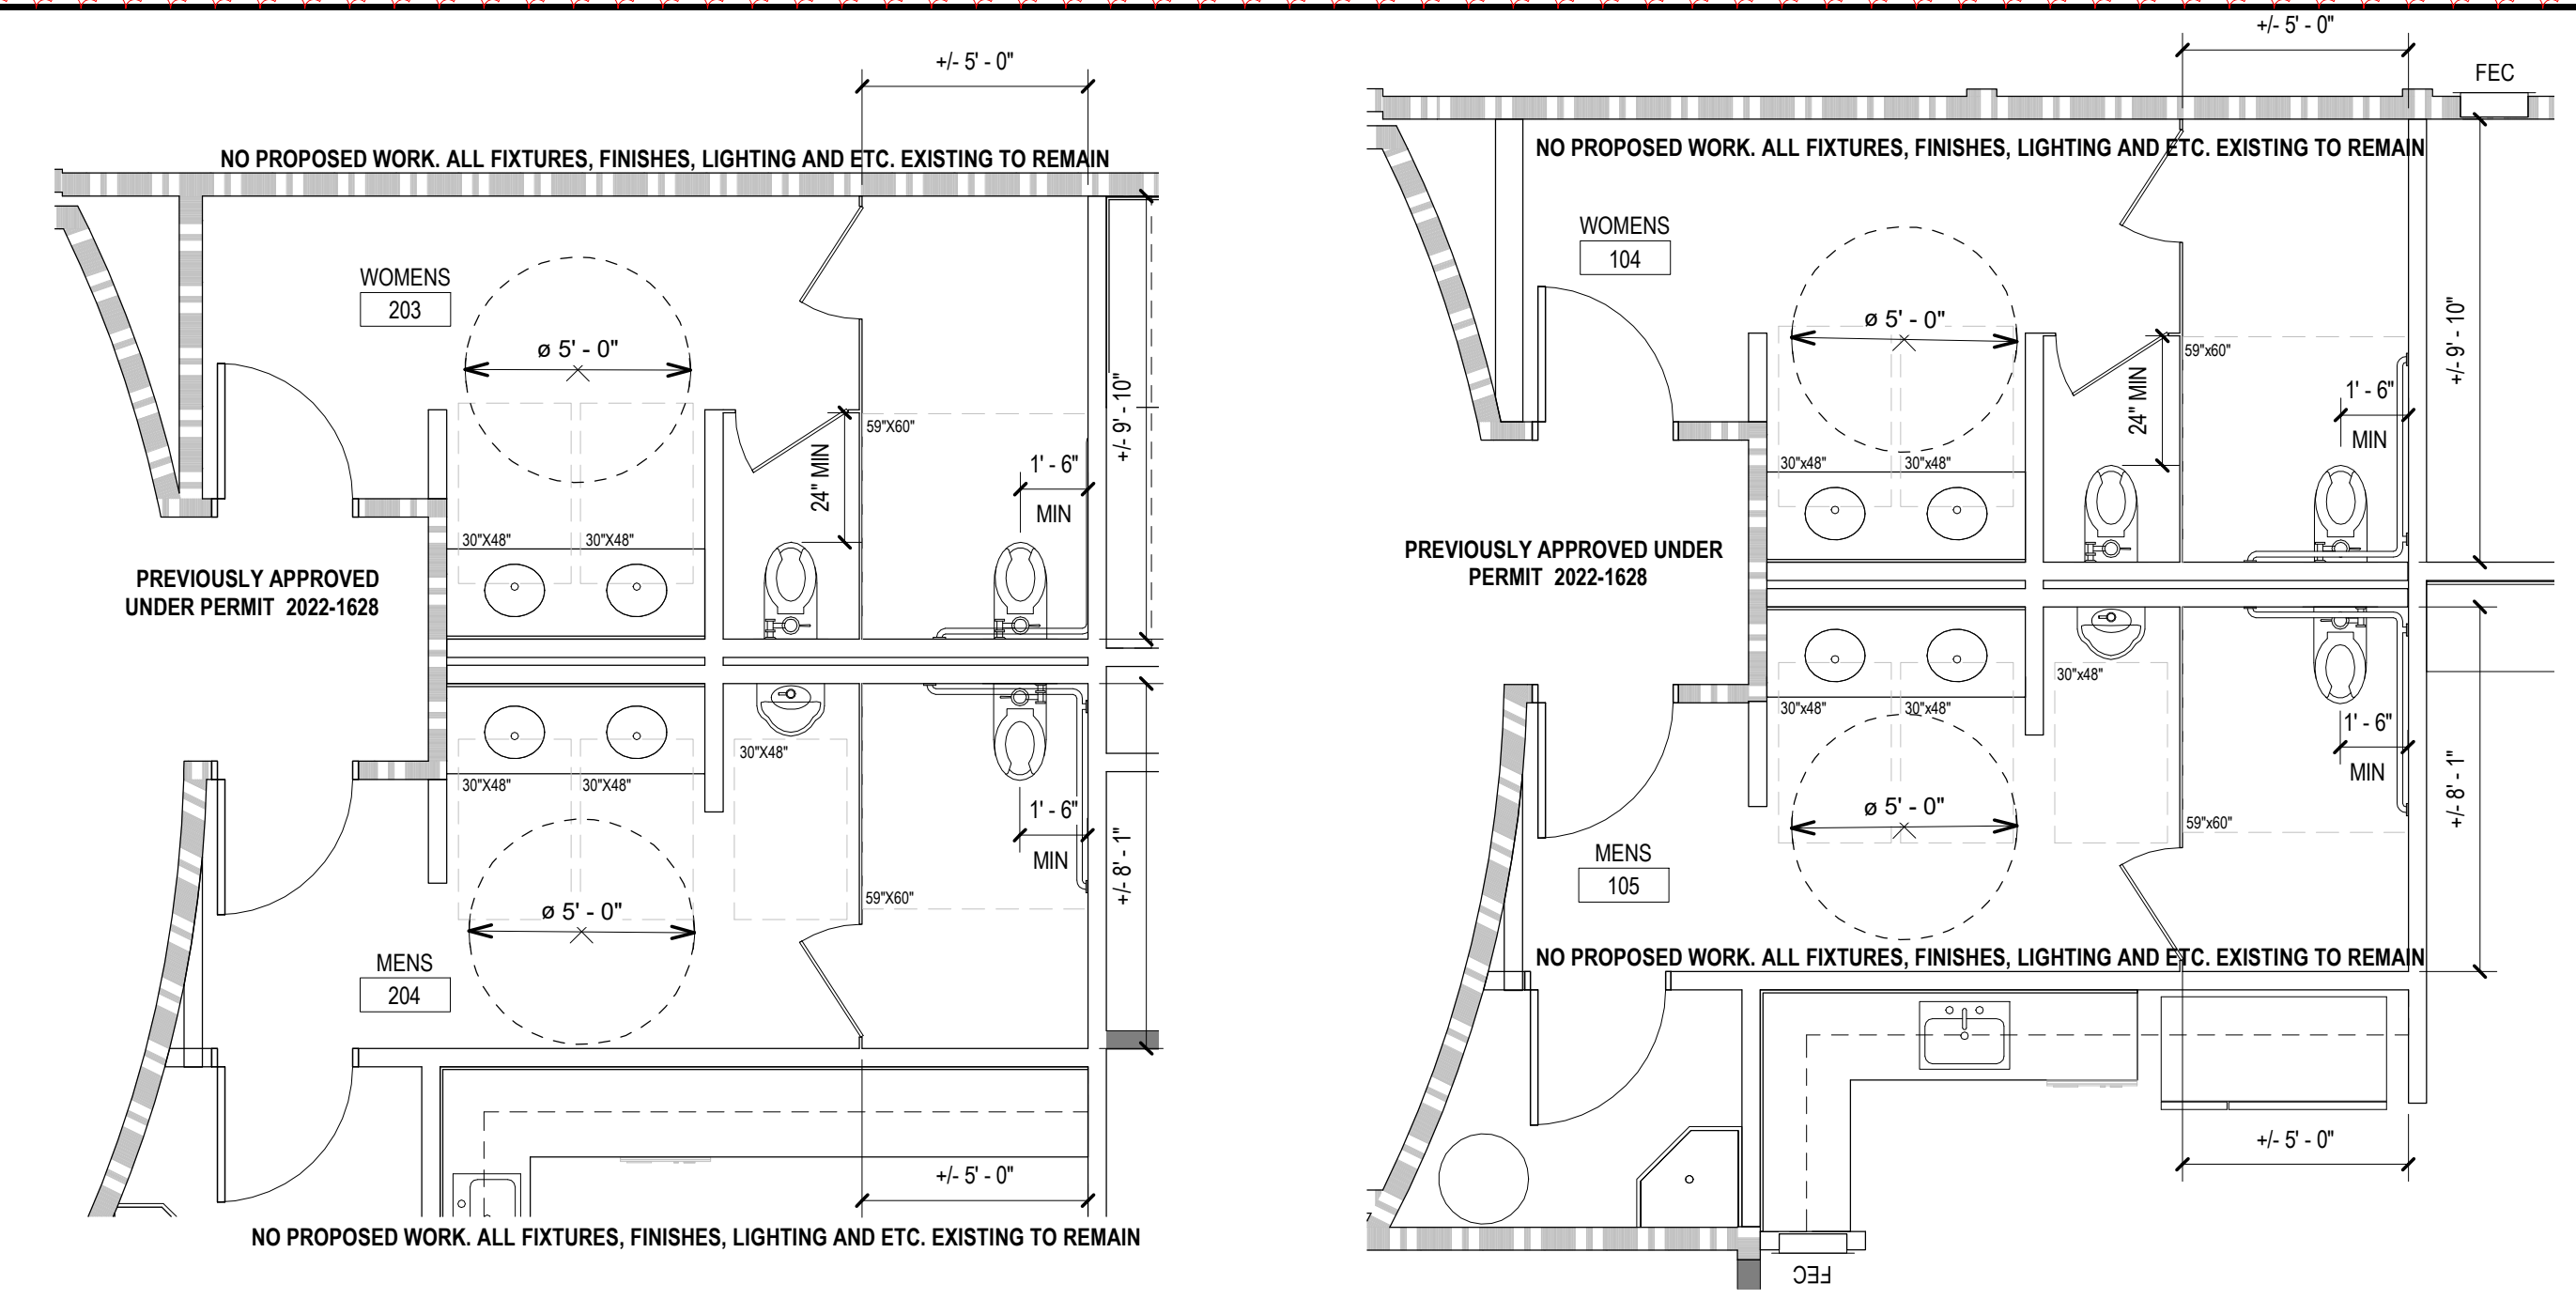 +/- 5' - 0"
NO PROPOSED WORK. ALL FIXTURES, FINISHES, LIGHTING AND ETC. EXISTING TO REMAIN
WOMENS
203
ø 5' - 0"
59"X60"
+/- 9' - 10"
24" MIN
1' - 6"
MIN
30"X48"
30"X48"
PREVIOUSLY APPROVED
UNDER PERMIT 2022-1628
30"X48"
30"X48"
30"X48"
1' - 6"
MIN
+/- 8' - 1"
59"X60"
ø 5' - 0"
MENS
204
+/- 5' - 0"
NO PROPOSED WORK. ALL FIXTURES, FINISHES, LIGHTING AND ETC. EXISTING TO REMAIN
+/- 5' - 0"
FEC
NO PROPOSED WORK. ALL FIXTURES, FINISHES, LIGHTING AND ETC. EXISTING TO REMAIN
WOMENS
104
ø 5' - 0"
59"x60"
+/- 9' - 10"
24" MIN
1' - 6"
MIN
30"x48"
30"x48"
PREVIOUSLY APPROVED UNDER
PERMIT 2022-1628
30"x48"
30"x48"
30"x48"
1' - 6"
MIN
+/- 8' - 1"
ø 5' - 0"
59"x60"
MENS
105
NO PROPOSED WORK. ALL FIXTURES, FINISHES, LIGHTING AND ETC. EXISTING TO REMAIN
+/- 5' - 0"
FEC